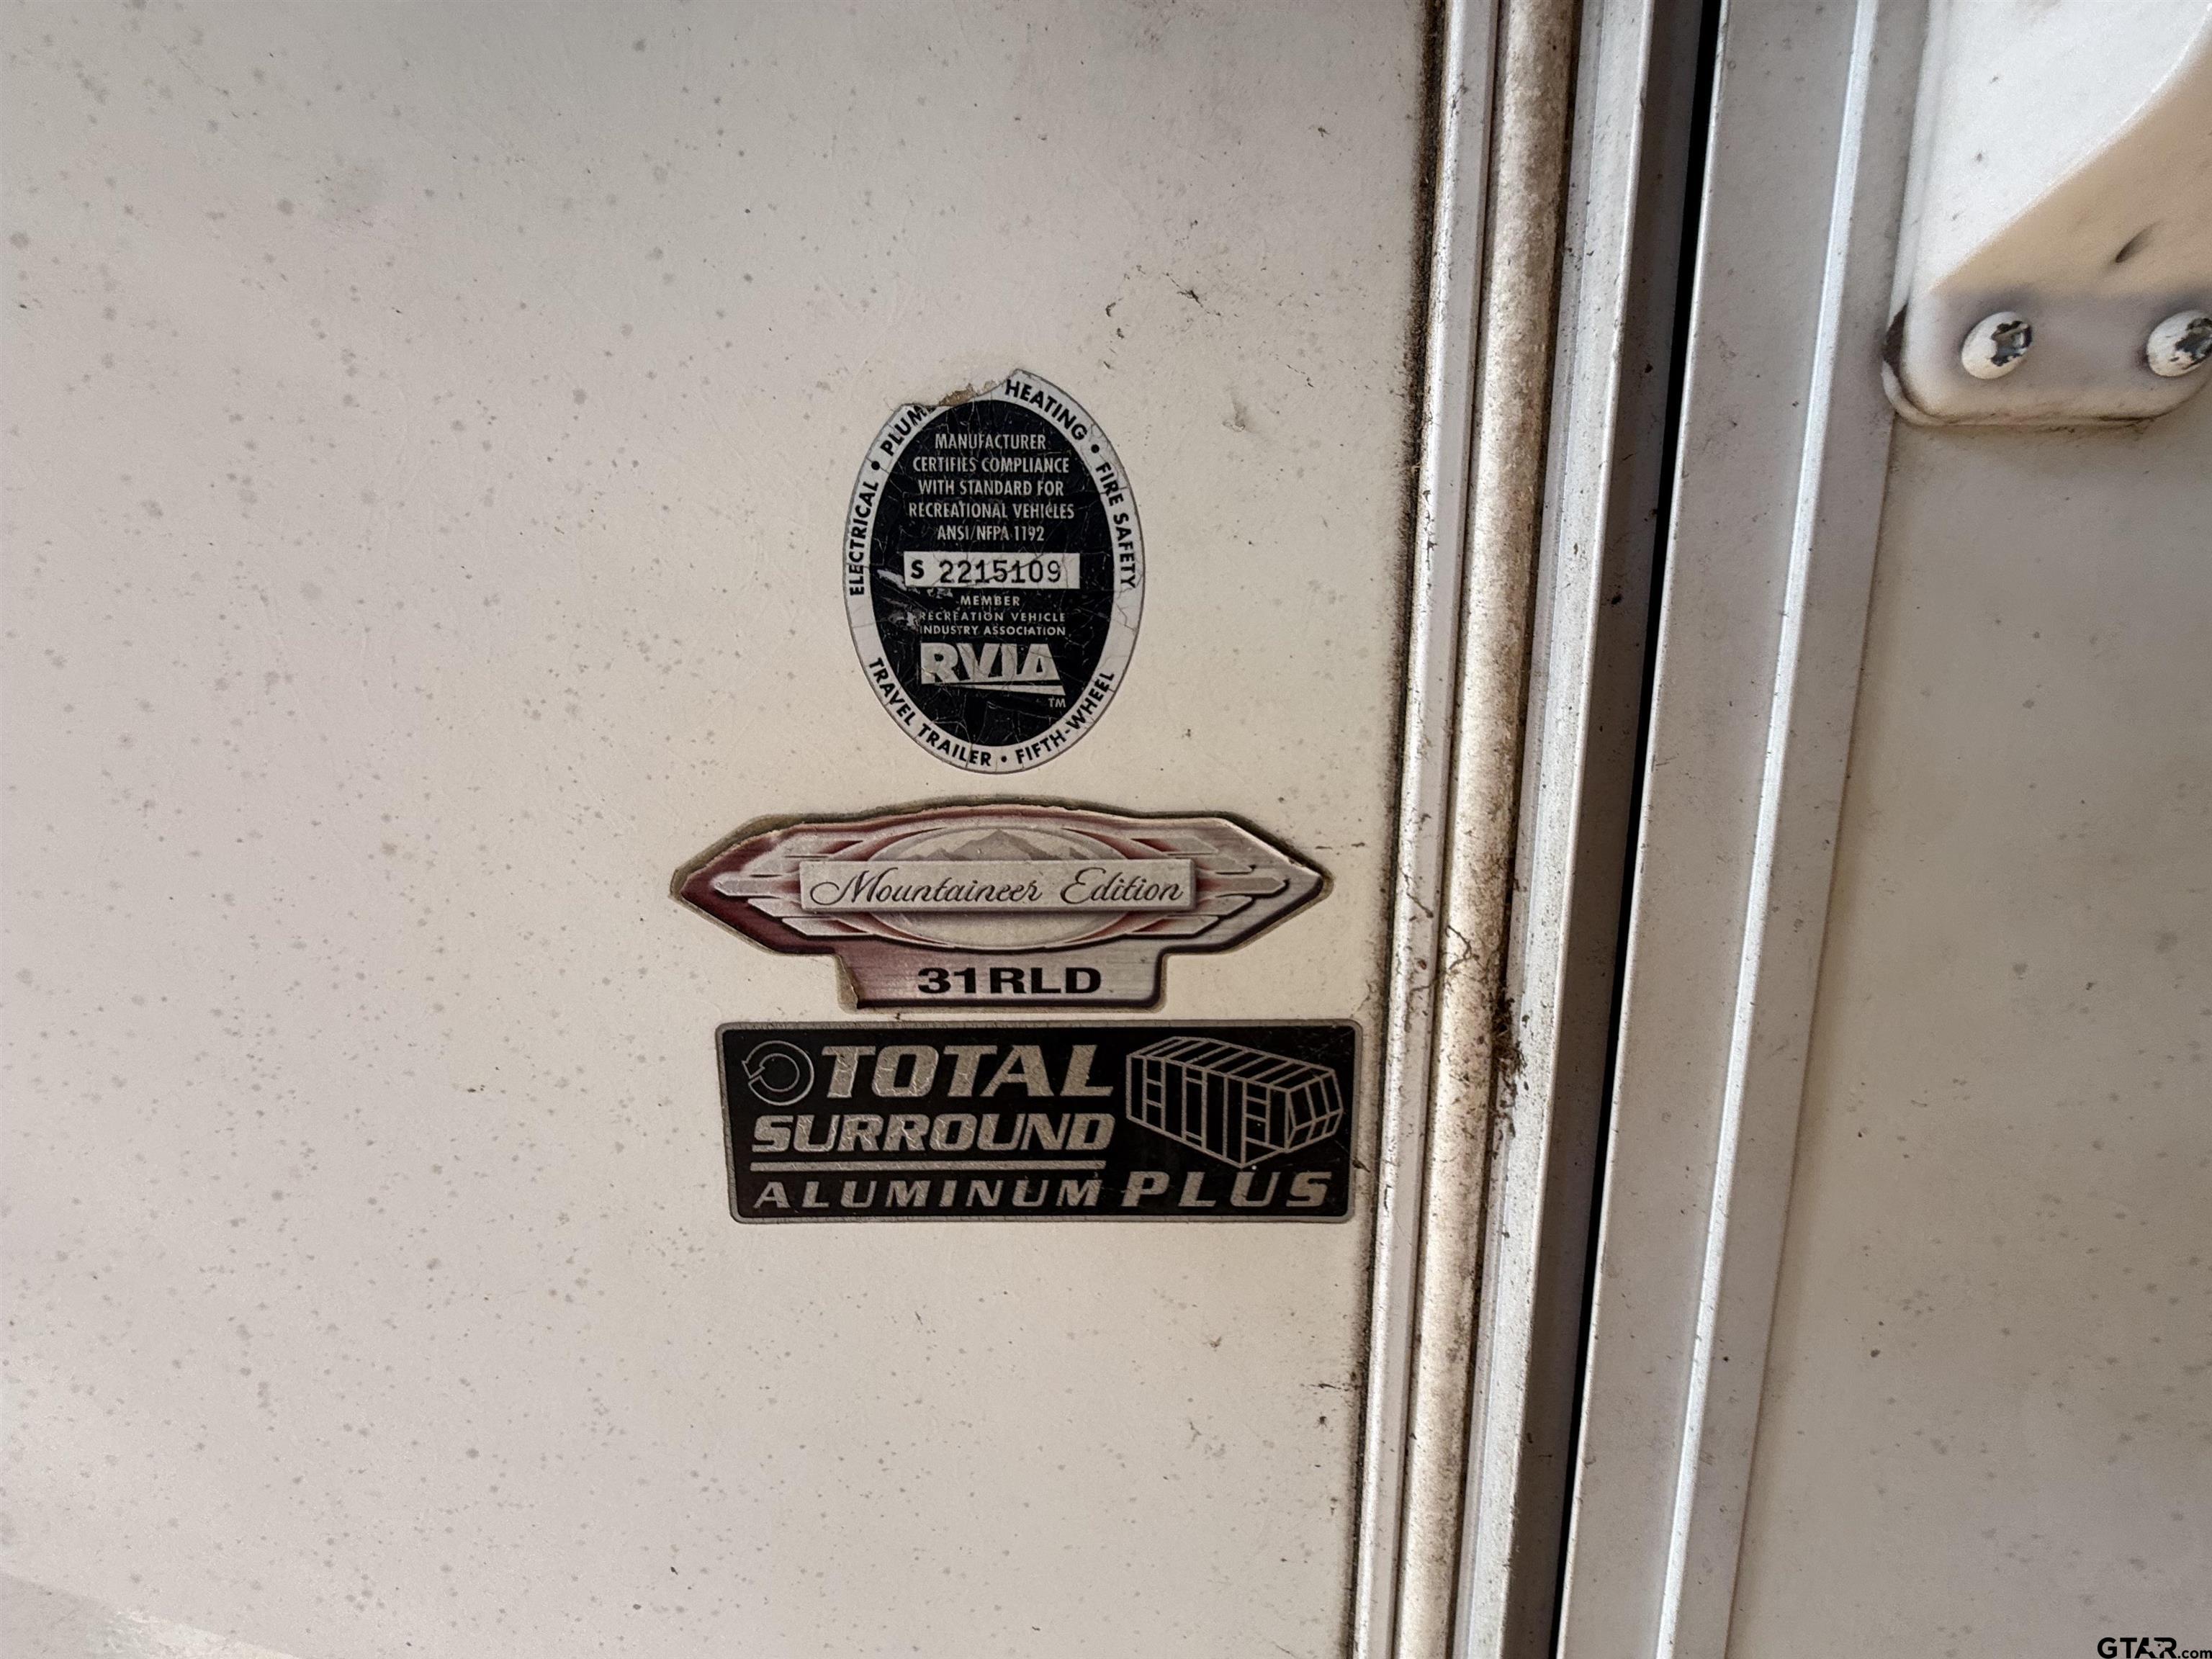 ELECTRICAL • PLUM HEATING • FIRE SAFETY
MANUFACTURER
CERTIFIES COMPLIANCE
WITH STANDARD FOR
RECREATIONAL VEHICLES
ANSI/NFPA 1192
S 2215109
MEMBER
RECREATION VEHICLE
INDUSTRY ASSOCIATION
RVIA
TM
TRAVEL TRAILER • FIFTH-WHEEL
Mountaineer Edition
31RLD
TOTAL
SURROUND
ALUMINUM PLUS
GTAR.com